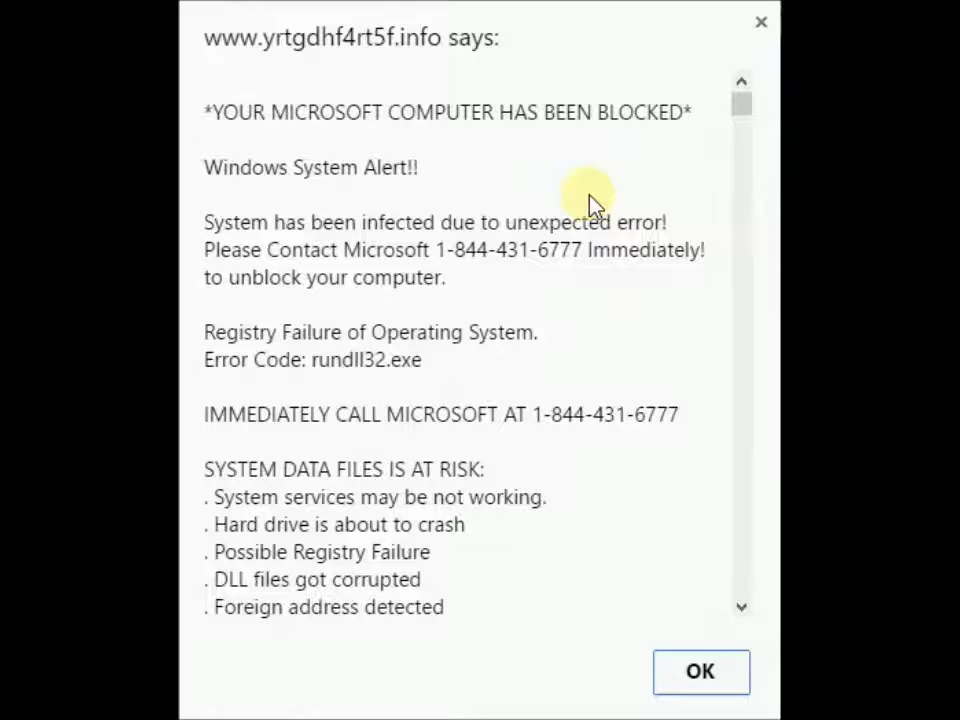 www.yrtgdhf4rt5f.info says:
*YOUR MICROSOFT COMPUTER HAS BEEN BLOCKED*
Windows System Alert!!
System has been infected due to unexpected error!
Please Contact Microsoft 1-844-431-6777 Immediately!
to unblock your computer.
Registry Failure of Operating System.
Error Code: rundll32.exe
IMMEDIATELY CALL MICROSOFT AT 1-844-431-6777
SYSTEM DATA FILES IS AT RISK:
. System services may be not working.
. Hard drive is about to crash
. Possible Registry Failure
. DLL files got corrupted
. Foreign address detected
OK